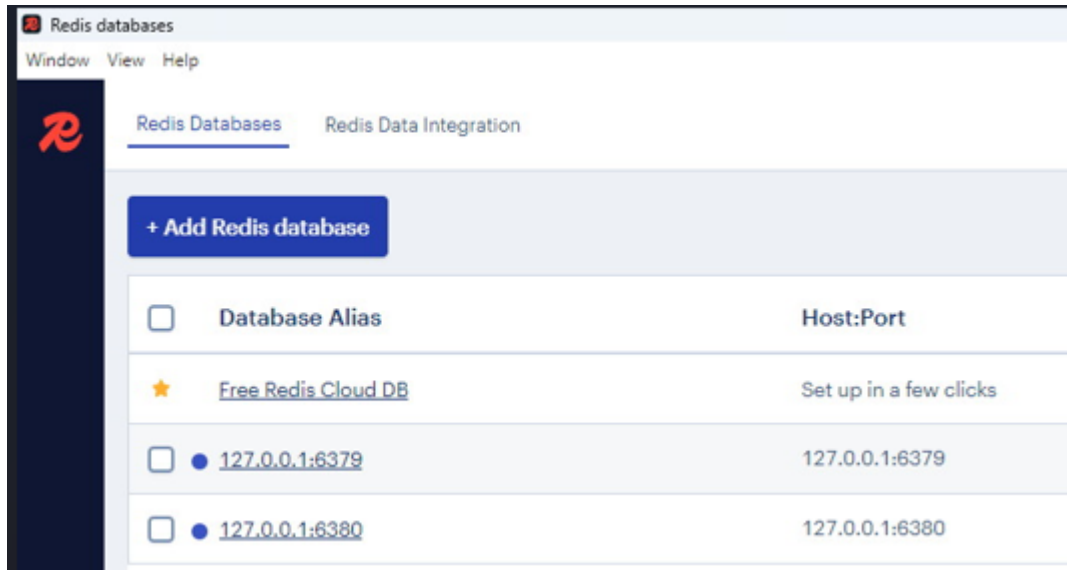 Redis databases
Window View Help
Redis Databases Redis Data Integration
+ Add Redis database
Database Alias Host:Port
Free Redis Cloud DB Set up in a few clicks
127.0.0.1:6379 127.0.0.1:6379
127.0.0.1:6380 127.0.0.1:6380